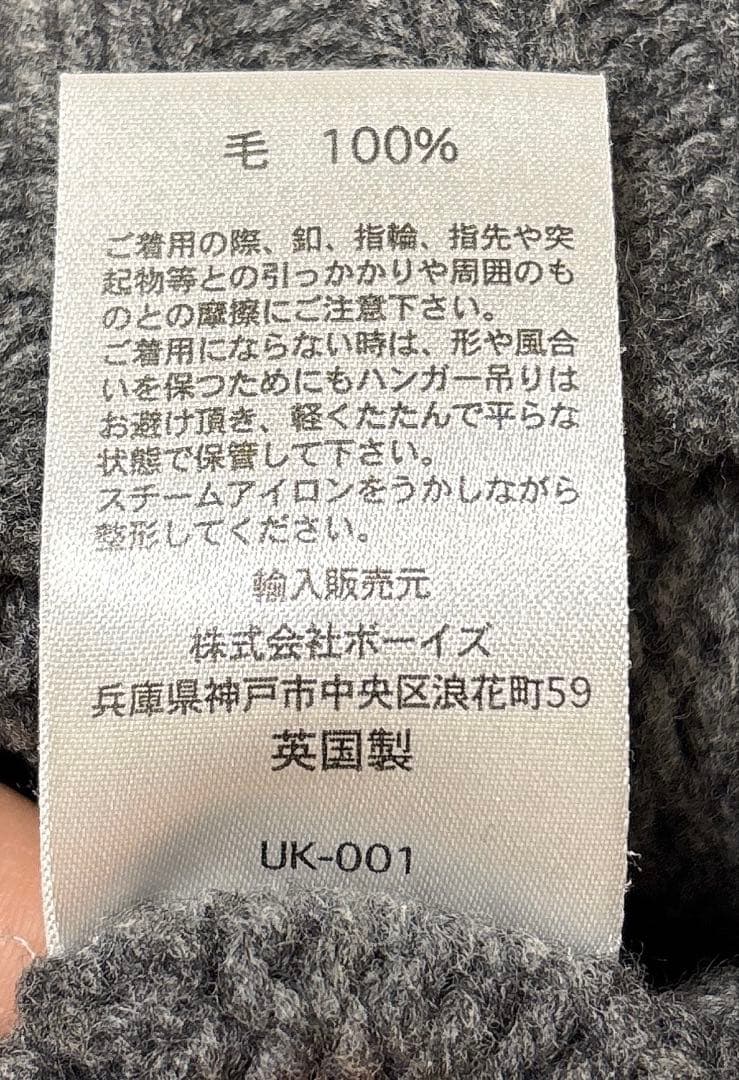 毛　100%
ご着用の際、釦、指輪、指先や突
起物等との引っかかりや周囲のも
のとの摩擦にご注意下さい。
ご着用にならない時は、形や風合
いを保つためにもハンガー吊りは
お避け頂き、軽くたたんで平らな
状態で保管して下さい。
スチームアイロンをうかしながら
整形してください。
輸入販売元
株式会社ボーイズ
兵庫県神戸市中央区浪花町59
英国製
UK-001